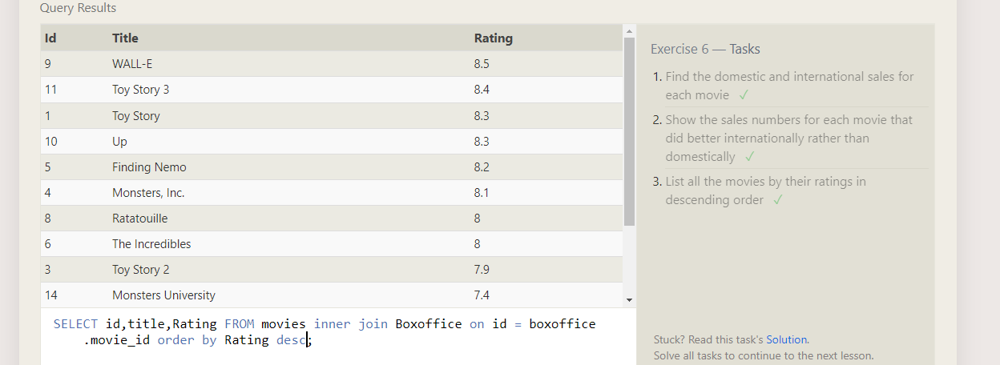 Query Results
Id Title Rating
9 WALL-E 8.5
11 Toy Story 3 8.4
1 Toy Story 8.3
10 Up 8.3
5 Finding Nemo 8.2
4 Monsters, Inc. 8.1
8 Ratatouille 8
6 The Incredibles 8
3 Toy Story 2 7.9
14 Monsters University 7.4
SELECT id,title,Rating FROM movies inner join Boxoffice on id = boxoffice
.movie_id order by Rating desc;
Exercise 6 — Tasks
1. Find the domestic and international sales for
each movie ✓
2. Show the sales numbers for each movie that
did better internationally rather than
domestically ✓
3. List all the movies by their ratings in
descending order ✓
Stuck? Read this task's Solution.
Solve all tasks to continue to the next lesson.